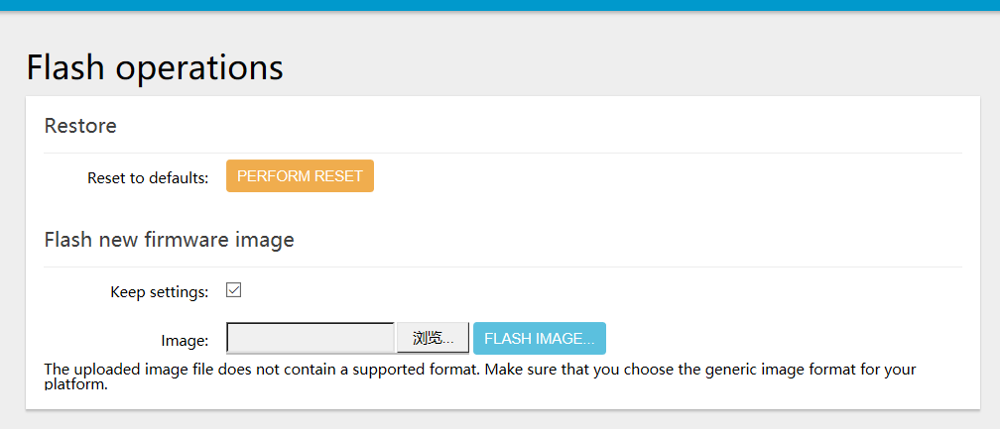 Flash operations
Restore
Reset to defaults: PERFORM RESET
Flash new firmware image
Keep settings:
Image: 浏览... FLASH IMAGE...
The uploaded image file does not contain a supported format. Make sure that you choose the generic image format for your
platform.